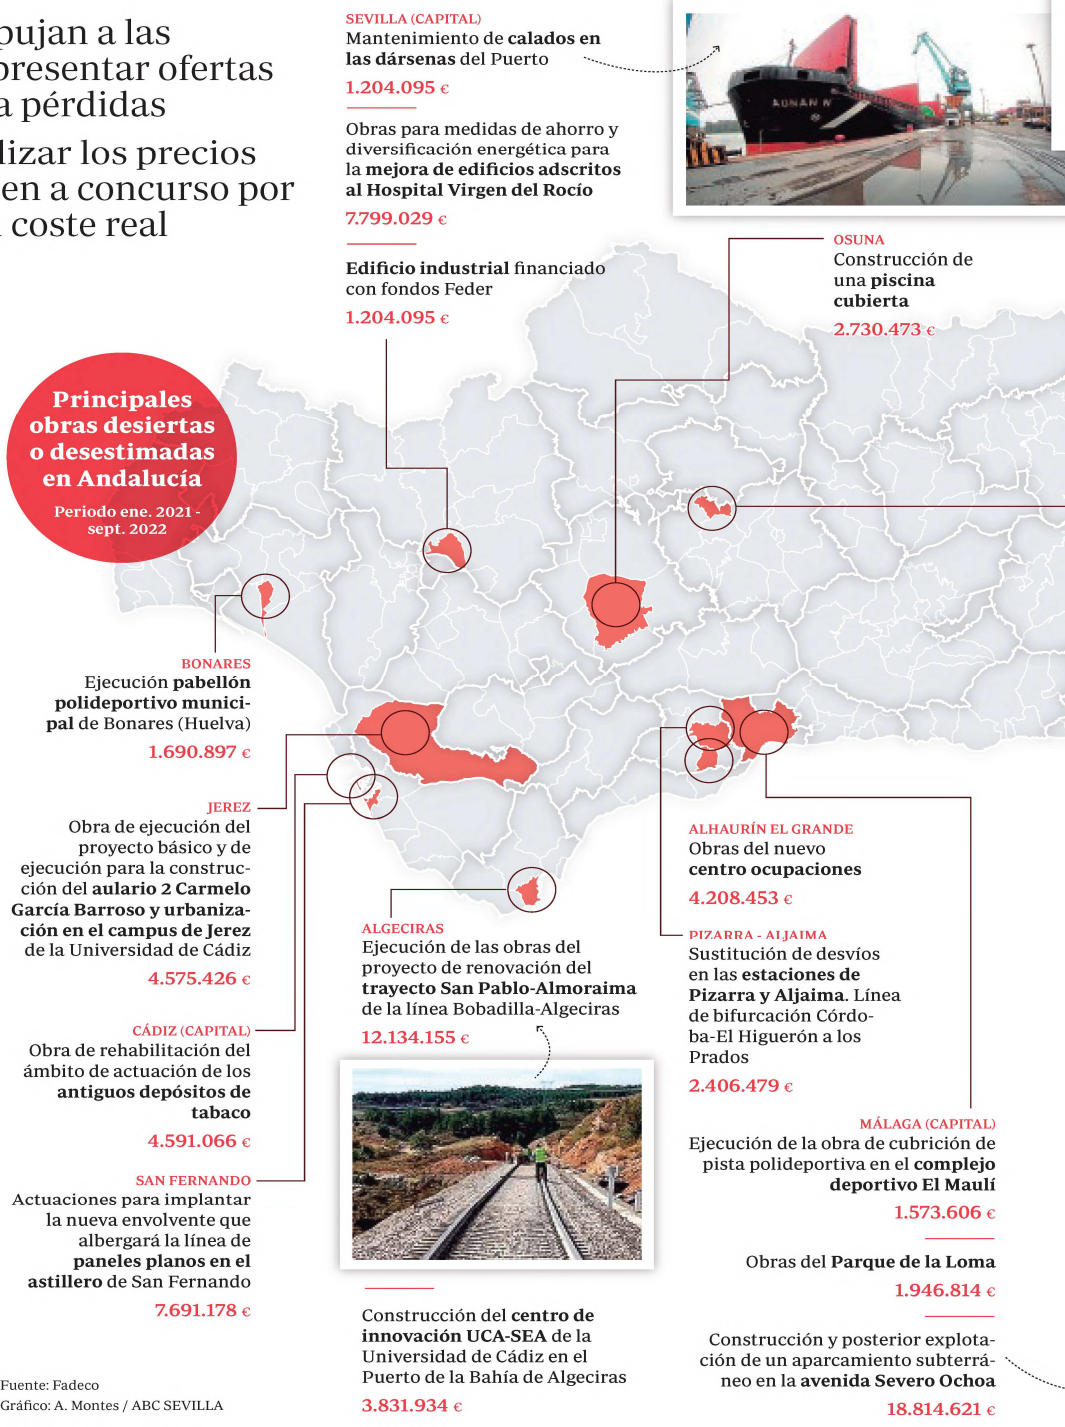 pujan a las
presentar ofertas
a pérdidas
lizar los precios
en a concurso por
coste real
SEVILLA (CAPITAL)
Mantenimiento de calados en
las dársenas del Puerto
1.204.095 €
Obras para medidas de ahorro y
diversificación energética para
la mejora de edificios adscritos
al Hospital Virgen del Rocío
7.799.029 €
Edificio industrial financiado
con fondos Feder
1.204.095 €
ADNAN N
OSUNA
Construcción de
una piscina
cubierta
2.730.473 €
Principales
obras desiertas
o desestimadas
en Andalucía
Periodo ene. 2021 -
sept. 2022
BONARES
Ejecución pabellón
polideportivo munici-
pal de Bonares (Huelva)
1.690.897 €
JEREZ
Obra de ejecución del
proyecto básico y de
ejecución para la construc-
ción del aulario 2 Carmelo
García Barroso y urbaniza-
ción en el campus de Jerez
de la Universidad de Cádiz
4.575.426 €
CÁDIZ (CAPITAL)
Obra de rehabilitación del
ámbito de actuación de los
antiguos depósitos de
tabaco
4.591.066 €
SAN FERNANDO
Actuaciones para implantar
la nueva envolvente que
albergará la línea de
paneles planos en el
astillero de San Fernando
7.691.178 €
ALGECIRAS
Ejecución de las obras del
proyecto de renovación del
trayecto San Pablo-Almoraima
de la línea Bobadilla-Algeciras
12.134.155 €
Construcción del centro de
innovación UCA-SEA de la
Universidad de Cádiz en el
Puerto de la Bahía de Algeciras
3.831.934 €
ALHAURÍN EL GRANDE
Obras del nuevo
centro ocupaciones
4.208.453 €
PIZARRA - ALJAIMA
Sustitución de desvíos
en las estaciones de
Pizarra y Aljaima. Línea
de bifurcación Córdo-
ba-El Higuerón a los
Prados
2.406.479 €
MÁLAGA (CAPITAL)
Ejecución de la obra de cubrición de
pista polideportiva en el complejo
deportivo El Maulí
1.573.606 €
Obras del Parque de la Loma
1.946.814 €
Construcción y posterior explota-
ción de un aparcamiento subterrá-
neo en la avenida Severo Ochoa
18.814.621 €
Fuente: Fadeco
Gráfico: A. Montes / ABC SEVILLA